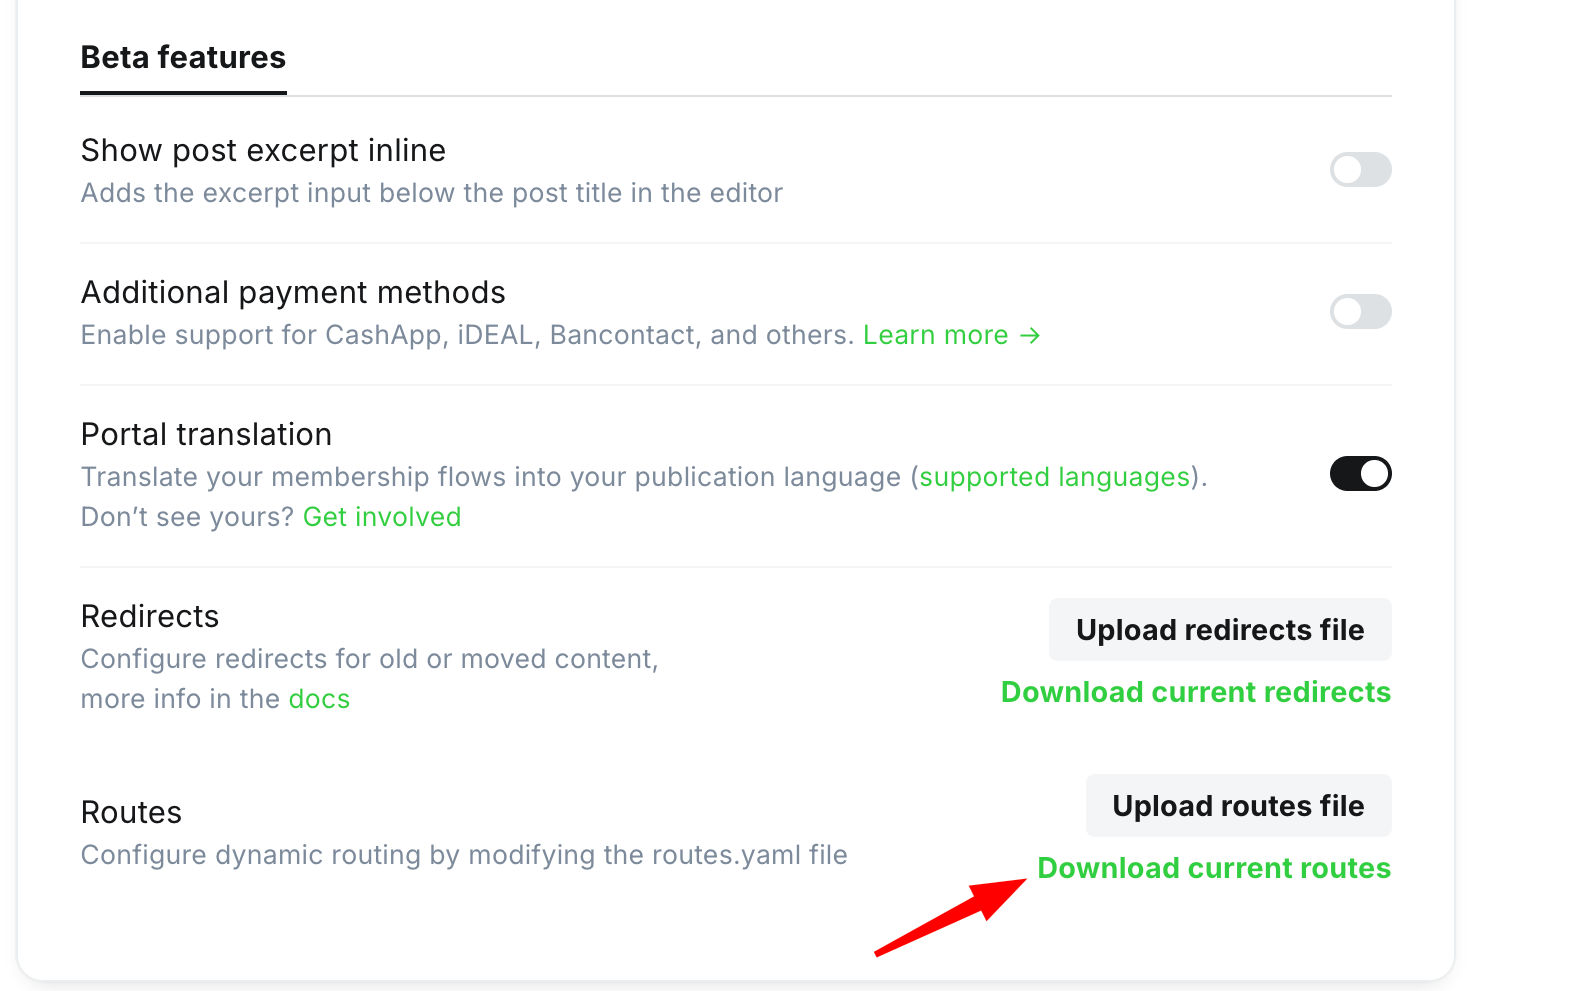 Beta features
Show post excerpt inline
Adds the excerpt input below the post title in the editor
Additional payment methods
Enable support for CashApp, iDEAL, Bancontact, and others. Learn more →
Portal translation
Translate your membership flows into your publication language (supported languages).
Don’t see yours? Get involved
Redirects
Configure redirects for old or moved content,
more info in the docs
Upload redirects file
Download current redirects
Routes
Configure dynamic routing by modifying the routes.yaml file
Upload routes file
Download current routes